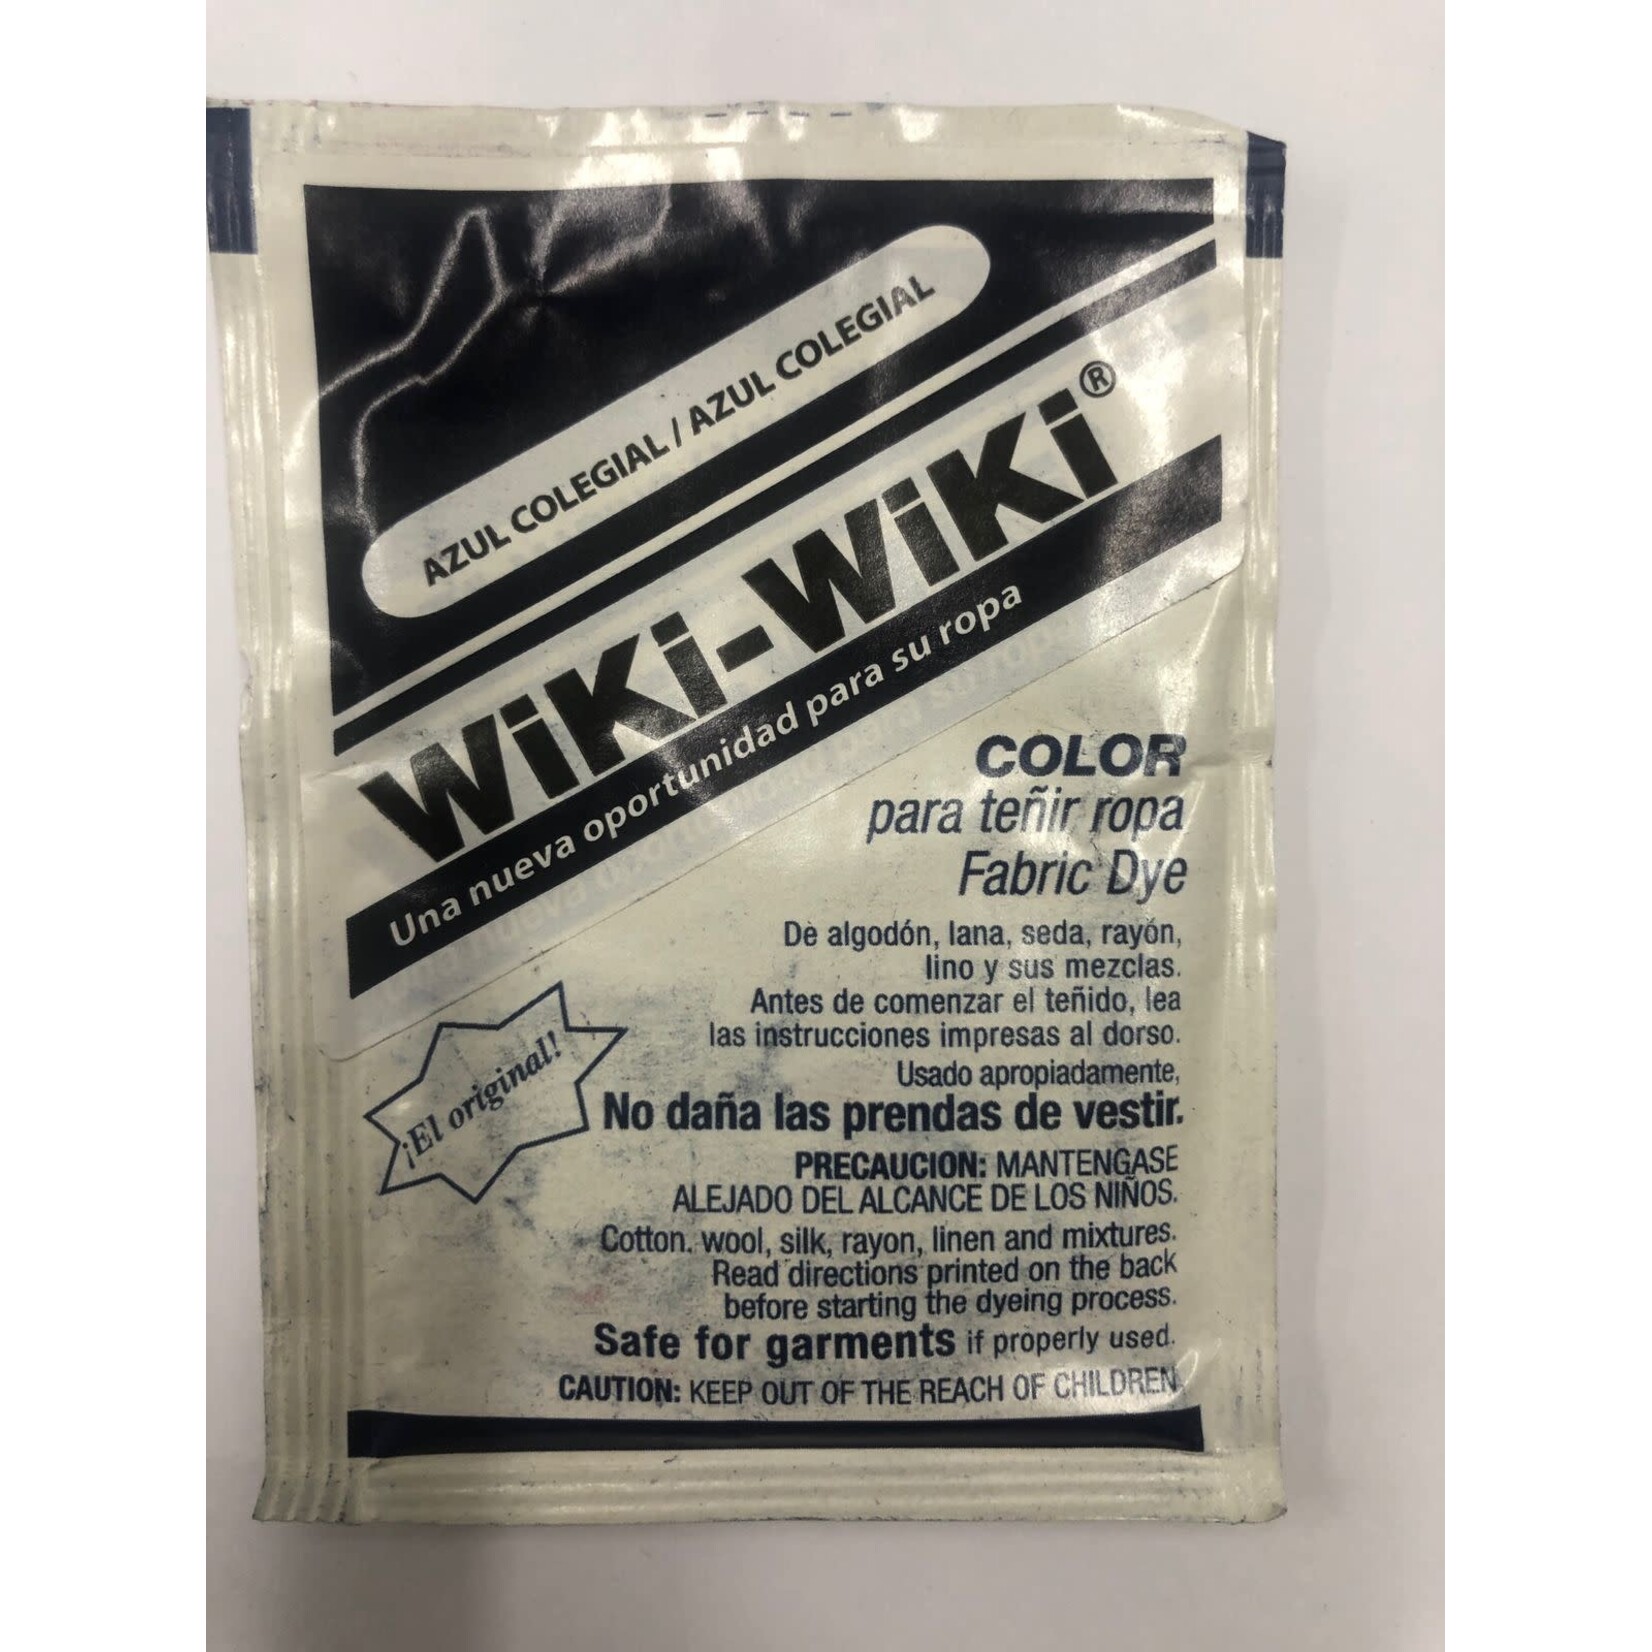 AZUL COLEGIAL / AZUL COLEGIAL
WiKi-WiKi®
Una nueva oportunidad para su ropa
COLOR
para teñir ropa
Fabric Dye
De algodón, lana, seda, rayón,
lino y sus mezclas.
Antes de comenzar el teñido, lea
las instrucciones impresas al dorso.
Usado apropiadamente,
No daña las prendas de vestir.
¡El original!
PRECAUCION: MANTENGASE
ALEJADO DEL ALCANCE DE LOS NIÑOS.
Cotton. wool, silk, rayon, linen and mixtures.
Read directions printed on the back
before starting the dyeing process.
Safe for garments if properly used.
CAUTION: KEEP OUT OF THE REACH OF CHILDREN